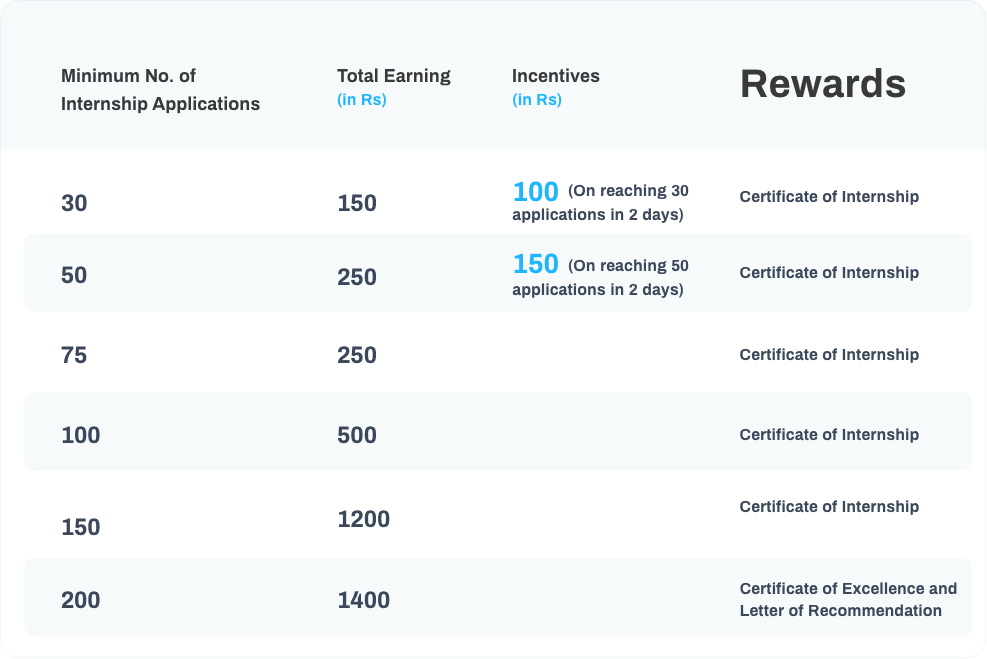 Minimum No. of
Internship Applications
Total Earning
(in Rs)
Incentives
(in Rs)
Rewards
30
150
100 (On reaching 30
applications in 2 days)
Certificate of Internship
50
250
150 (On reaching 50
applications in 2 days)
Certificate of Internship
75
250
Certificate of Internship
100
500
Certificate of Internship
150
1200
Certificate of Internship
200
1400
Certificate of Excellence and
Letter of Recommendation